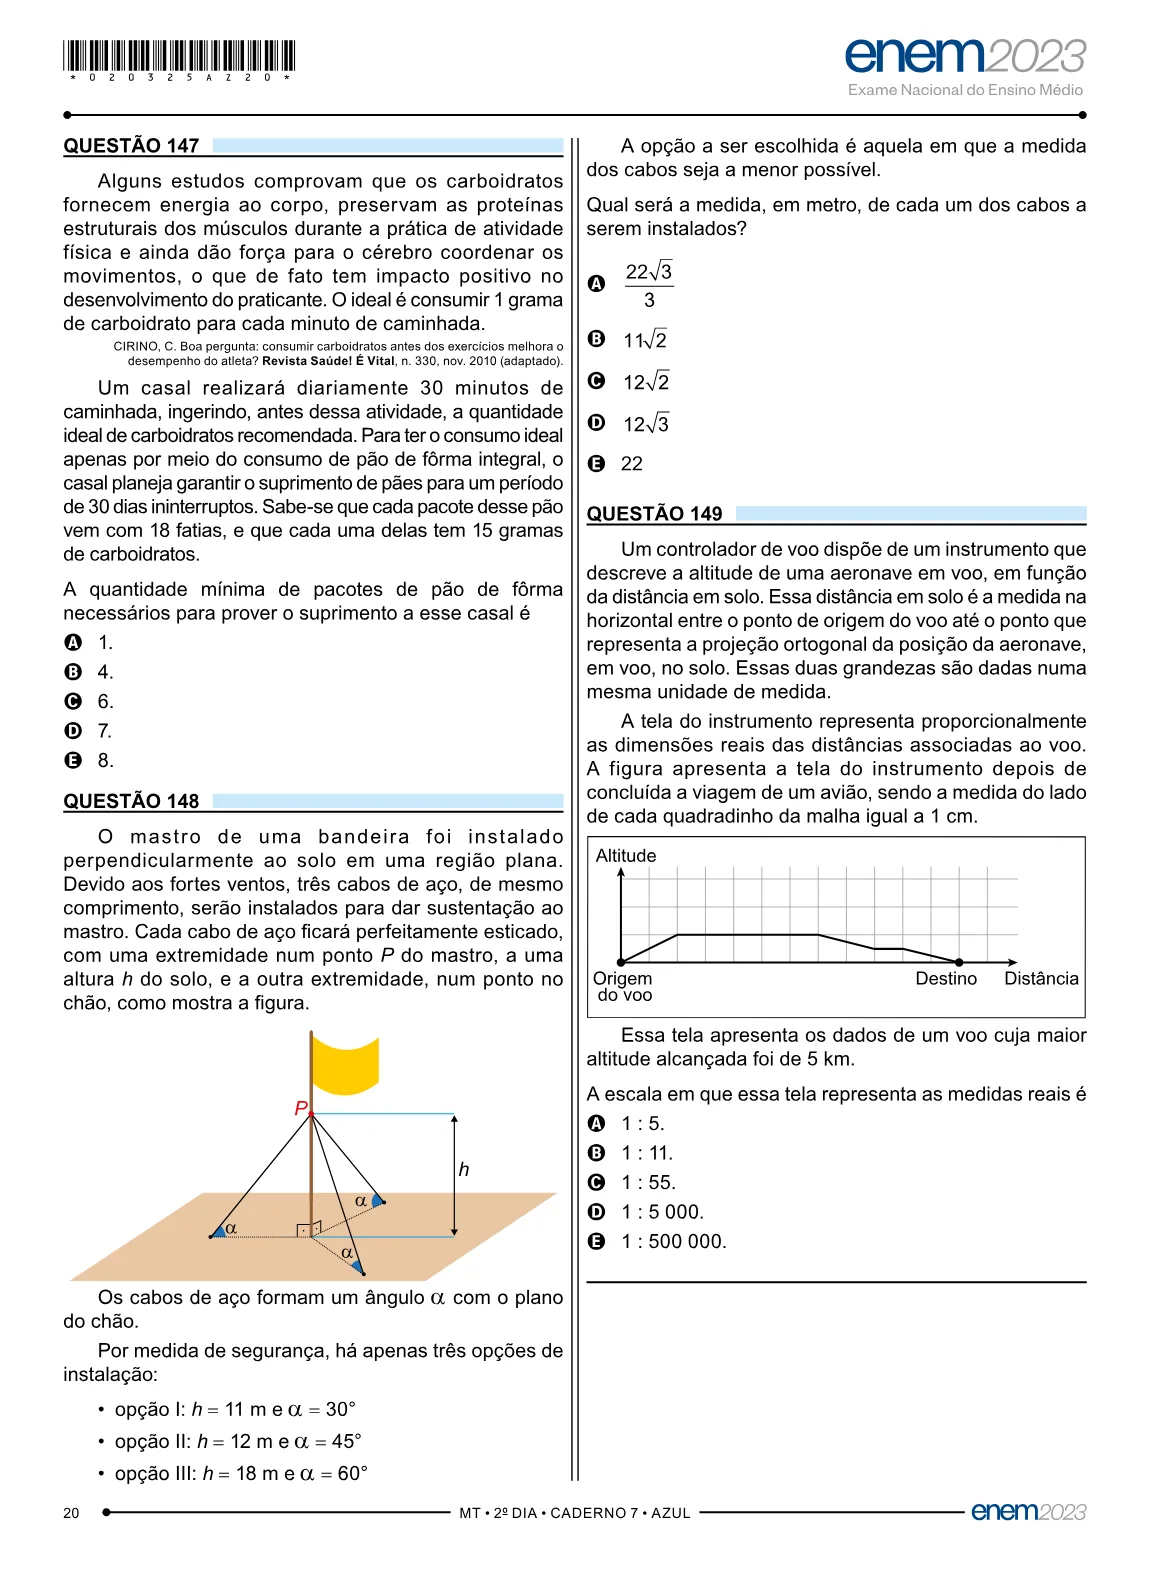 *020325AZ20*
enem2023
Exame Nacional do Ensino Médio
QUESTÃO 147
Alguns estudos comprovam que os carboidratos
fornecem energia ao corpo, preservam as proteínas
estruturais dos músculos durante a prática de atividade
física e ainda dão força para o cérebro coordenar os
movimentos, o que de fato tem impacto positivo no
desenvolvimento do praticante. O ideal é consumir 1 grama
de carboidrato para cada minuto de caminhada.
CIRINO, C. Boa pergunta: consumir carboidratos antes dos exercícios melhora o
desempenho do atleta? Revista Saúde! É Vital, n. 330, nov. 2010 (adaptado).
Um casal realizará diariamente 30 minutos de
caminhada, ingerindo, antes dessa atividade, a quantidade
ideal de carboidratos recomendada. Para ter o consumo ideal
apenas por meio do consumo de pão de fôrma integral, o
casal planeja garantir o suprimento de pães para um período
de 30 dias ininterruptos. Sabe-se que cada pacote desse pão
vem com 18 fatias, e que cada uma delas tem 15 gramas
de carboidratos.
A quantidade mínima de pacotes de pão de fôrma
necessários para prover o suprimento a esse casal é
A 1.
B 4.
C 6.
D 7.
E 8.
QUESTÃO 148
O mastro de uma bandeira foi instalado
perpendicularmente ao solo em uma região plana.
Devido aos fortes ventos, três cabos de aço, de mesmo
comprimento, serão instalados para dar sustentação ao
mastro. Cada cabo de aço ficará perfeitamente esticado,
com uma extremidade num ponto P do mastro, a uma
altura h do solo, e a outra extremidade, num ponto no
chão, como mostra a figura.
P
h
α
α
α
Os cabos de aço formam um ângulo α com o plano
do chão.
Por medida de segurança, há apenas três opções de
instalação:
• opção I: h = 11 m e α = 30°
• opção II: h = 12 m e α = 45°
• opção III: h = 18 m e α = 60°
A opção a ser escolhida é aquela em que a medida
dos cabos seja a menor possível.
Qual será a medida, em metro, de cada um dos cabos a
serem instalados?
A 22√3
3
B 11√2
C 12√2
D 12√3
E 22
QUESTÃO 149
Um controlador de voo dispõe de um instrumento que
descreve a altitude de uma aeronave em voo, em função
da distância em solo. Essa distância em solo é a medida na
horizontal entre o ponto de origem do voo até o ponto que
representa a projeção ortogonal da posição da aeronave,
em voo, no solo. Essas duas grandezas são dadas numa
mesma unidade de medida.
A tela do instrumento representa proporcionalmente
as dimensões reais das distâncias associadas ao voo.
A figura apresenta a tela do instrumento depois de
concluída a viagem de um avião, sendo a medida do lado
de cada quadradinho da malha igual a 1 cm.
Altitude
Origem
do voo
Destino
Distância
Essa tela apresenta os dados de um voo cuja maior
altitude alcançada foi de 5 km.
A escala em que essa tela representa as medidas reais é
A 1 : 5.
B 1 : 11.
C 1 : 55.
D 1 : 5 000.
E 1 : 500 000.
20
MT • 2º DIA • CADERNO 7 • AZUL
enem2023